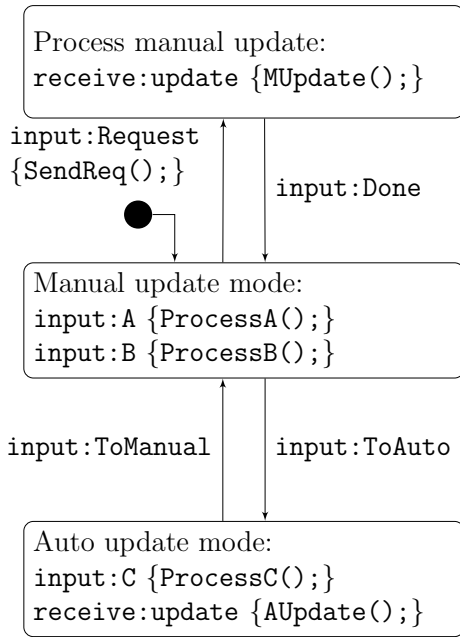 Process manual update:
receive:update {MUpdate();}
input:Request
{SendReq();}
input:Done
Manual update mode:
input:A {ProcessA();}
input:B {ProcessB();}
input:ToManual
input:ToAuto
Auto update mode:
input:C {ProcessC();}
receive:update {AUpdate();}